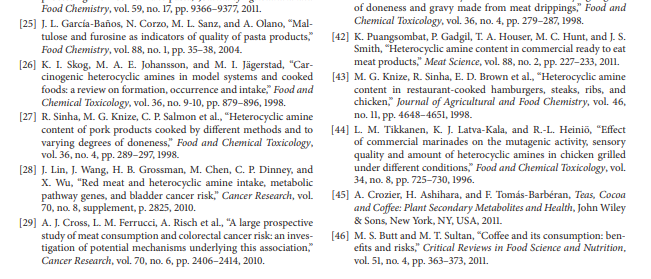 Food Chemistry, vol. 59, no. 17, pp. 9366–9377, 2011.
[25] J. L. García-Baños, N. Corzo, M. L. Sanz, and A. Olano, “Mal-
tulose and furosine as indicators of quality of pasta products,”
Food Chemistry, vol. 88, no. 1, pp. 35–38, 2004.
[26] K. I. Skog, M. A. E. Johansson, and M. I. Jägerstad, “Car-
cinogenic heterocyclic amines in model systems and cooked
foods: a review on formation, occurrence and intake,” Food and
Chemical Toxicology, vol. 36, no. 9-10, pp. 879–896, 1998.
[27] R. Sinha, M. G. Knize, C. P. Salmon et al., “Heterocyclic amine
content of pork products cooked by different methods and to
varying degrees of doneness,” Food and Chemical Toxicology,
vol. 36, no. 4, pp. 289–297, 1998.
[28] J. Lin, J. Wang, H. B. Grossman, M. Chen, C. P. Dinney, and
X. Wu, “Red meat and heterocyclic amine intake, metabolic
pathway genes, and bladder cancer risk,” Cancer Research, vol.
70, no. 8, supplement, p. 2825, 2010.
[29] A. J. Cross, L. M. Ferrucci, A. Risch et al., “A large prospective
study of meat consumption and colorectal cancer risk: an inves-
tigation of potential mechanisms underlying this association,”
Cancer Research, vol. 70, no. 6, pp. 2406–2414, 2010.
of doneness and gravy made from meat drippings,” Food and
Chemical Toxicology, vol. 36, no. 4, pp. 279–287, 1998.
[42] K. Puangsombat, P. Gadgil, T. A. Houser, M. C. Hunt, and J. S.
Smith, “Heterocyclic amine content in commercial ready to eat
meat products,” Meat Science, vol. 88, no. 2, pp. 227–233, 2011.
[43] M. G. Knize, R. Sinha, E. D. Brown et al., “Heterocyclic amine
content in restaurant-cooked hamburgers, steaks, ribs, and
chicken,” Journal of Agricultural and Food Chemistry, vol. 46,
no. 11, pp. 4648–4651, 1998.
[44] L. M. Tikkanen, K. J. Latva-Kala, and R.-L. Heiniö, “Effect
of commercial marinades on the mutagenic activity, sensory
quality and amount of heterocyclic amines in chicken grilled
under different conditions,” Food and Chemical Toxicology, vol.
34, no. 8, pp. 725–730, 1996.
[45] A. Crozier, H. Ashihara, and F. Tomás-Barbéran, Teas, Cocoa
and Coffee: Plant Secondary Metabolites and Health, John Wiley
& Sons, New York, NY, USA, 2011.
[46] M. S. Butt and M. T. Sultan, “Coffee and its consumption: ben-
efits and risks,” Critical Reviews in Food Science and Nutrition,
vol. 51, no. 4, pp. 363–373, 2011.